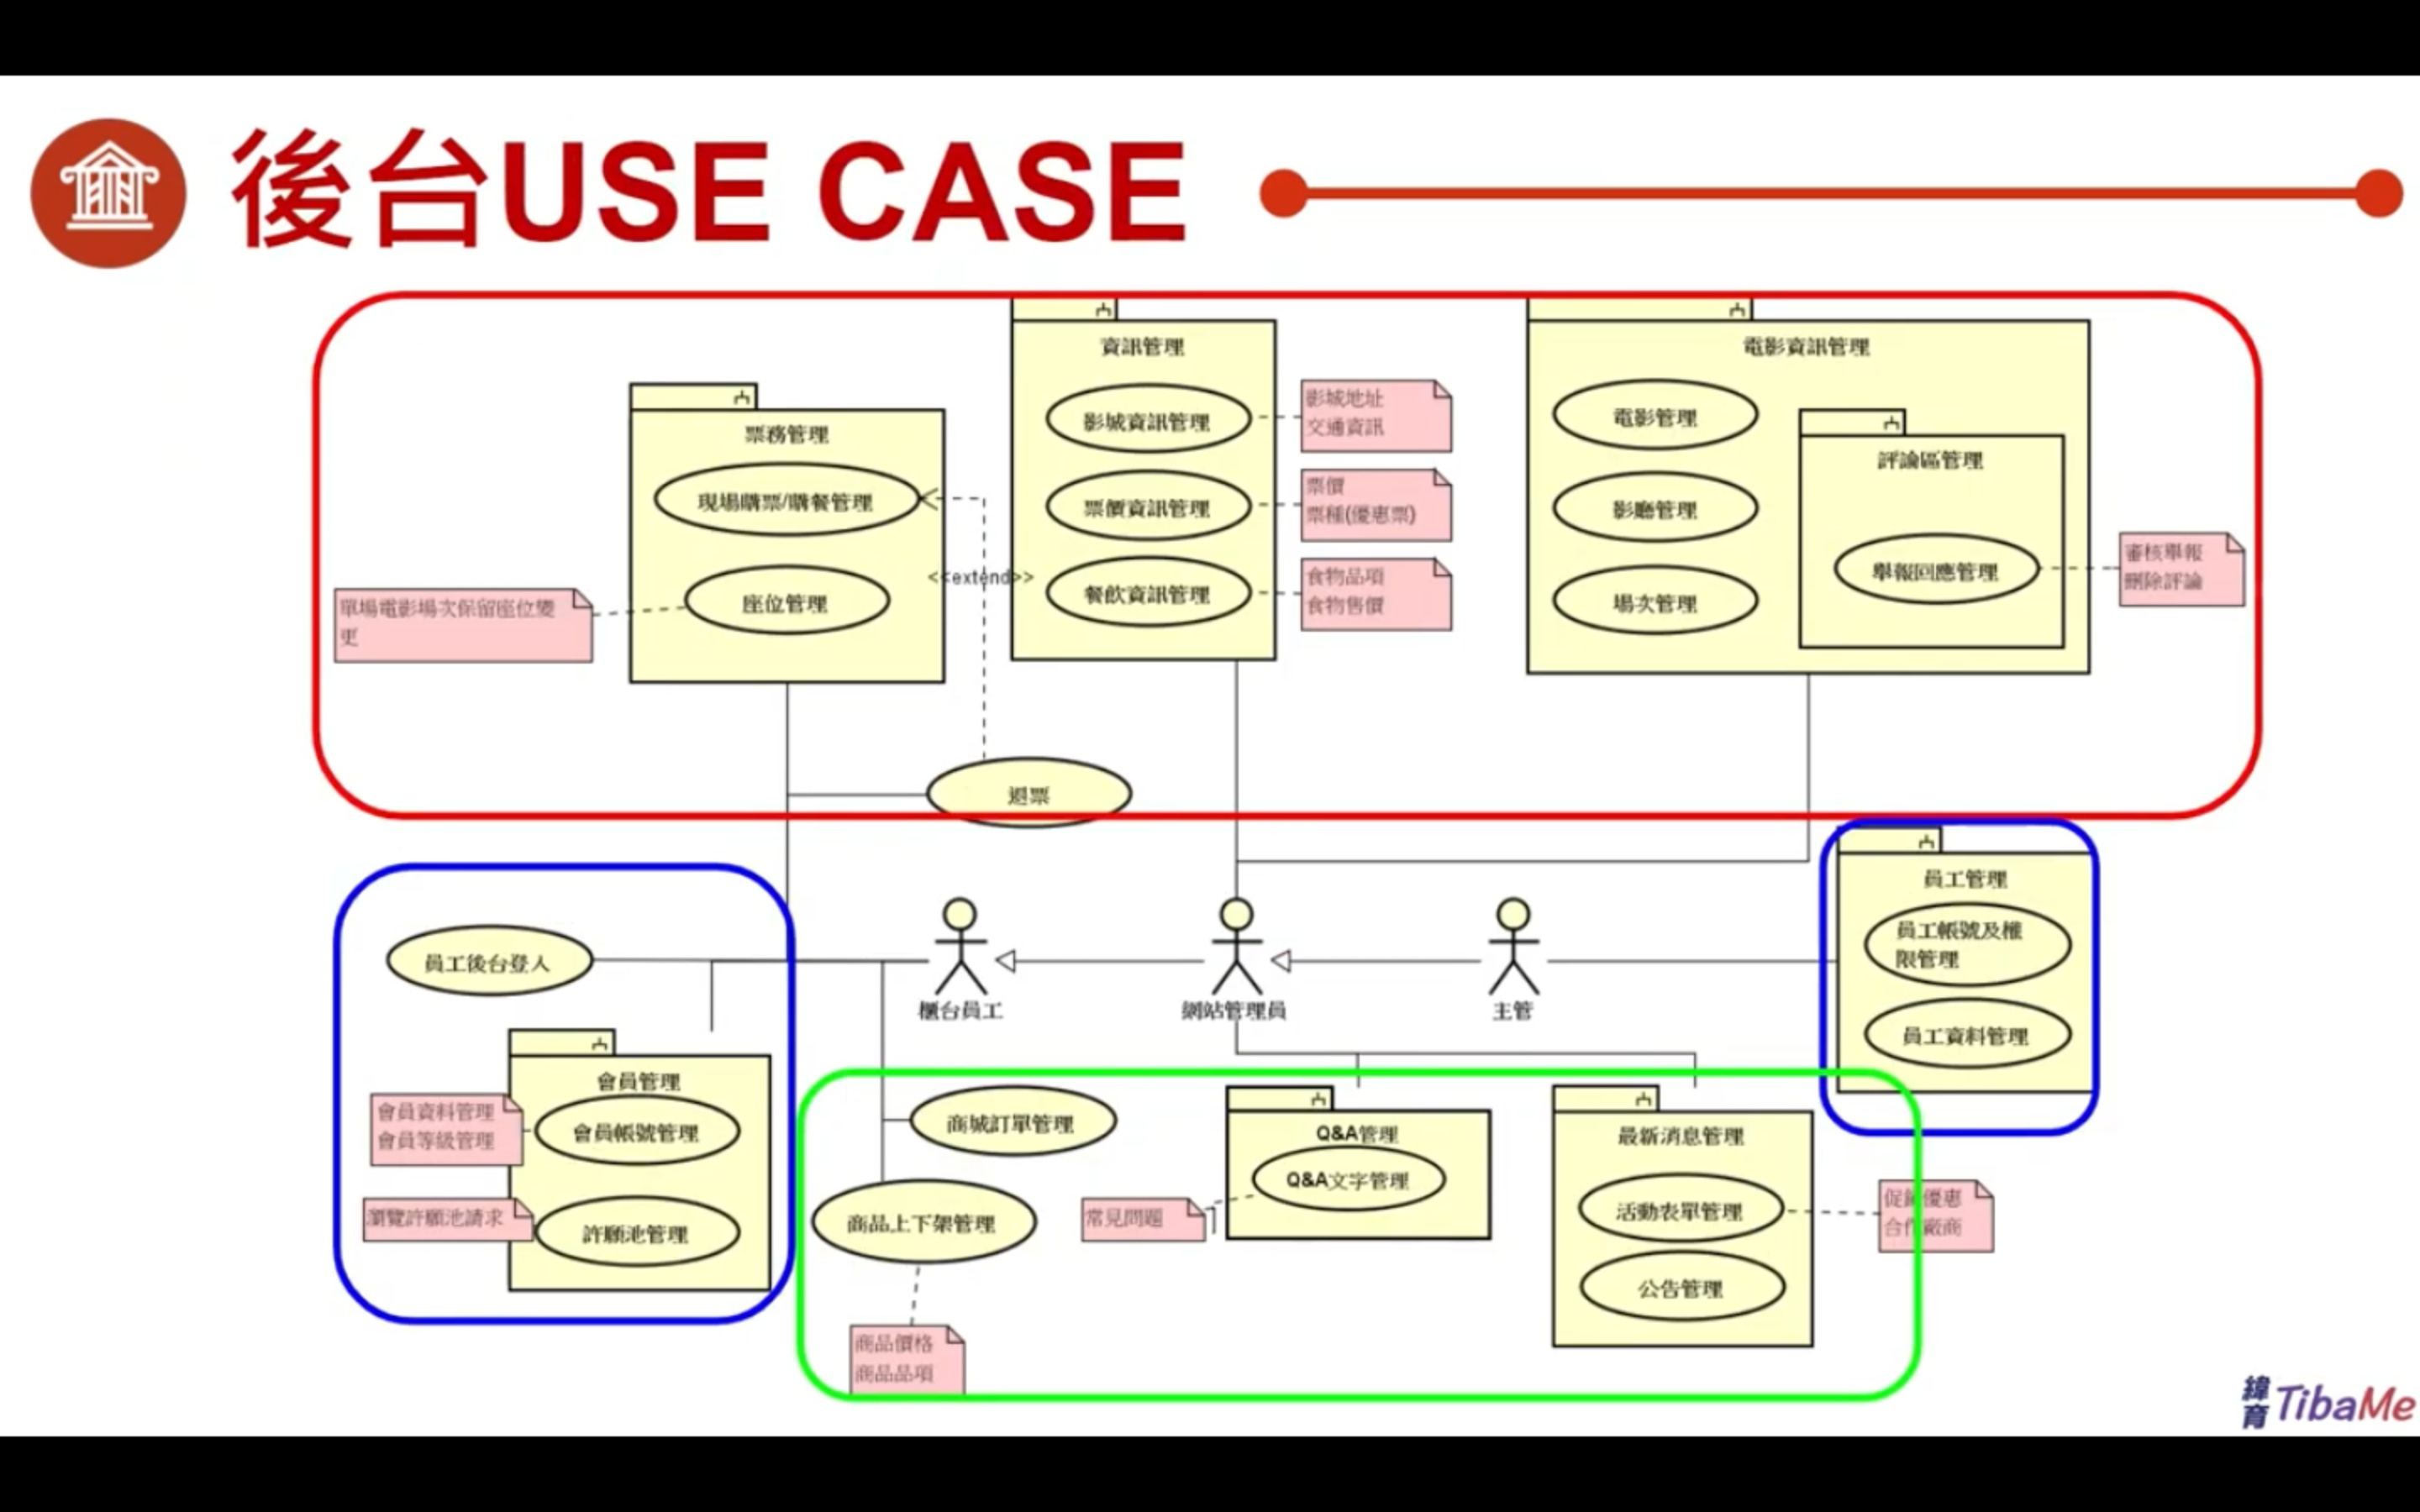 後台USE CASE
票務管理
現場購票/購餐管理
座位管理
單場電影場次保留座位變
更
<<extend>>
退票
資訊管理
影城資訊管理
票價資訊管理
餐飲資訊管理
影城地址
交通資訊
票價
票種(優惠票)
食物品項
食物售價
電影資訊管理
電影管理
影廳管理
場次管理
評論區管理
舉報回應管理
審核舉報
刪除評論
員工後台登入
櫃台員工
網站管理員
主管
員工管理
員工帳號及權
限管理
員工資料管理
會員管理
會員帳號管理
許願池管理
會員資料管理
會員等級管理
瀏覽許願池請求
商城訂單管理
商品上下架管理
商品價格
商品品項
Q&A管理
Q&A文字管理
常見問題
最新消息管理
活動表單管理
公告管理
促銷優惠
合作廠商
緯育TibaMe